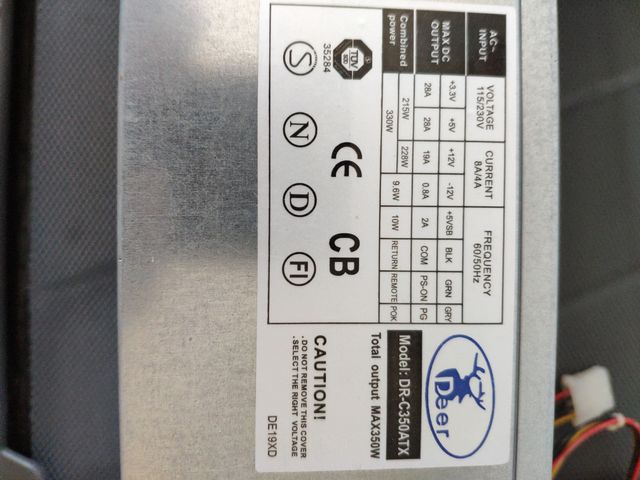 AC~ INPUT VOLTAGE 115/230V CURRENT 8A/4A FREQUENCY 60/50Hz
MAX DC OUTPUT +3.3V +5V +12V -12V +5VSB BLK GRN GRY
28A 28A 19A 0.8A 2A COM PS-ON PG
Combined power 215W 228W 9.6W 10W RETURN REMOTE POK
330W
TUV
35284
CE CB
S N D FI
Deer
Model: DR-C350ATX
Total output MAX350W
CAUTION!
. DO NOT REMOVE THIS COVER
. SELECT THE RIGHT VOLTAGE
DE19XD